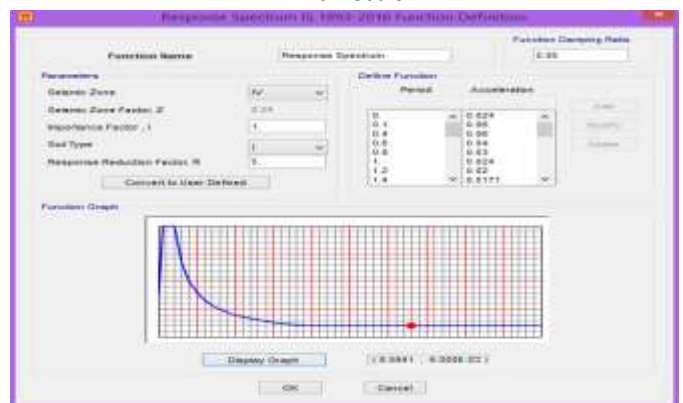 Response Spectrum IS 1893-2016 Function Definition
Function Damping Ratio
Function Name
Response Spectrum
0.05
Parameters
Define Function
Seismic Zone
IV
Period
Acceleration
Seismic Zone Factor, Z
0.24
Importance Factor, I
1.
Soil Type
I
Response Reduction Factor, R
5.
0. 0.024
0.1 0.06
0.4 0.06
0.6 0.04
0.8 0.03
1. 0.024
1.2 0.02
1.4 0.0171
Add
Modify
Delete
Convert to User Defined
Function Graph
Display Graph
OK
Cancel